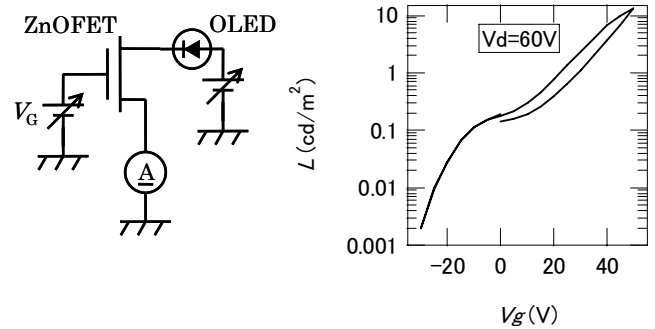 ZnOFET
OLED
V_G
A
L (cd/m²)
10
1
0.1
0.01
0.001
Vd=60V
−20
0
20
40
Vg (V)